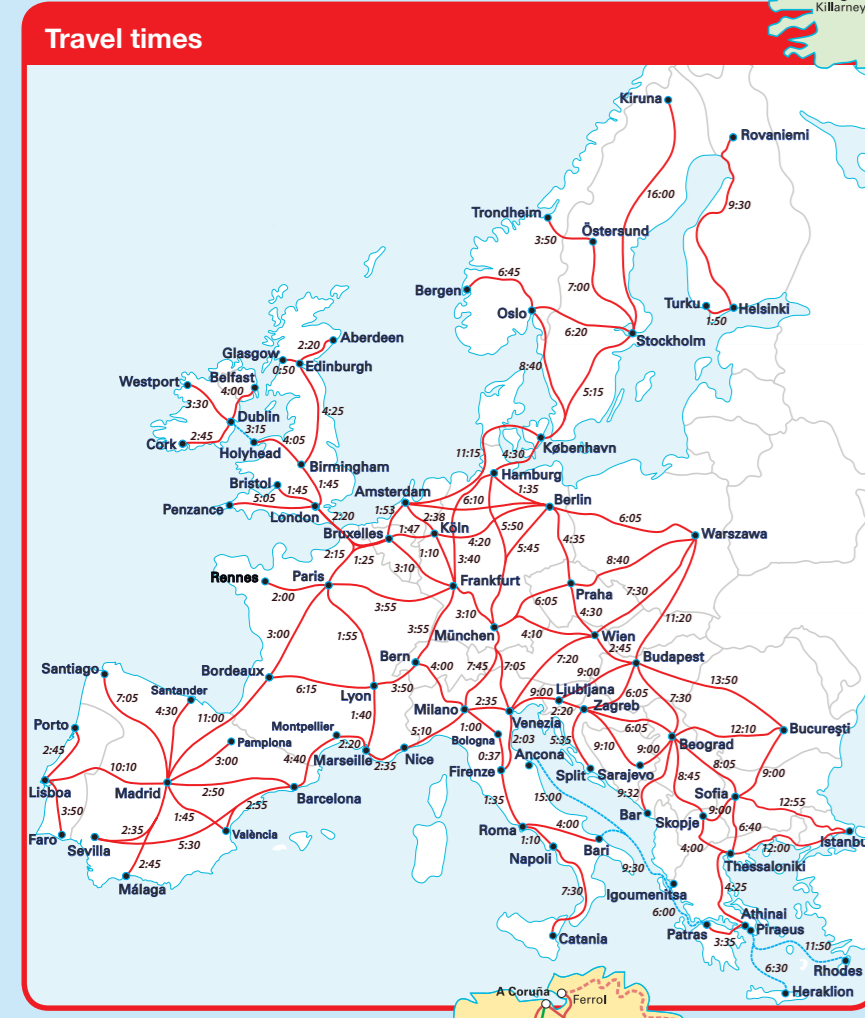 Killarney
Travel times
Kiruna
Rovaniemi
16:00
9:30
Trondheim
3:50
Östersund
6:45
7:00
Bergen
Oslo
Turku
Helsinki
1:50
6:20
Stockholm
Aberdeen
2:20
Glasgow
0:50
Edinburgh
8:40
5:15
Westport
Belfast
4:00
3:30
Dublin
4:25
3:15
Cork
2:45
Holyhead
4:05
København
11:15
4:30
Birmingham
Hamburg
Bristol
1:45
1:45
Amsterdam
6:10
1:35
Penzance
5:05
London
2:20
1:53
Berlin
2:38
6:05
Bruxelles
1:47
Köln
5:50
Warszawa
4:20
5:45
4:35
2:15
1:25
1:10
3:40
8:40
Rennes
Paris
3:10
Frankfurt
Praha
7:30
2:00
3:55
6:05
4:30
3:10
11:20
3:00
1:55
3:55
München
4:10
Wien
2:45
Bern
4:00
7:45
7:05
7:20
Budapest
Santiago
Bordeaux
9:00
13:50
7:05
Santander
6:15
Lyon
3:50
9:00
Ljubljana
6:05
7:30
4:30
11:00
1:40
Milano
2:35
Venezia
2:20
Zagreb
Porto
Montpellier
5:10
1:00
6:05
12:10
București
Pamplona
2:20
Bologna
2:03
5:35
Beograd
2:45
3:00
4:40
Marseille
2:35
Nice
0:37
Ancona
9:10
9:00
8:05
10:10
Firenze
Split
Sarajevo
8:45
9:00
Lisboa
Madrid
2:50
Barcelona
15:00
9:32
Sofia
3:50
1:45
2:55
1:35
Bar
Skopje
9:00
12:55
Faro
Sevilla
2:35
València
Roma
4:00
6:40
Istanbu
5:30
1:10
Bari
4:00
12:00
2:45
Napoli
9:30
Thessaloniki
Málaga
7:30
Igoumenitsa
4:25
6:00
Athinai
Catania
Patras
Piraeus
3:35
11:50
6:30
Rhodes
Heraklion
A Coruña
Ferrol